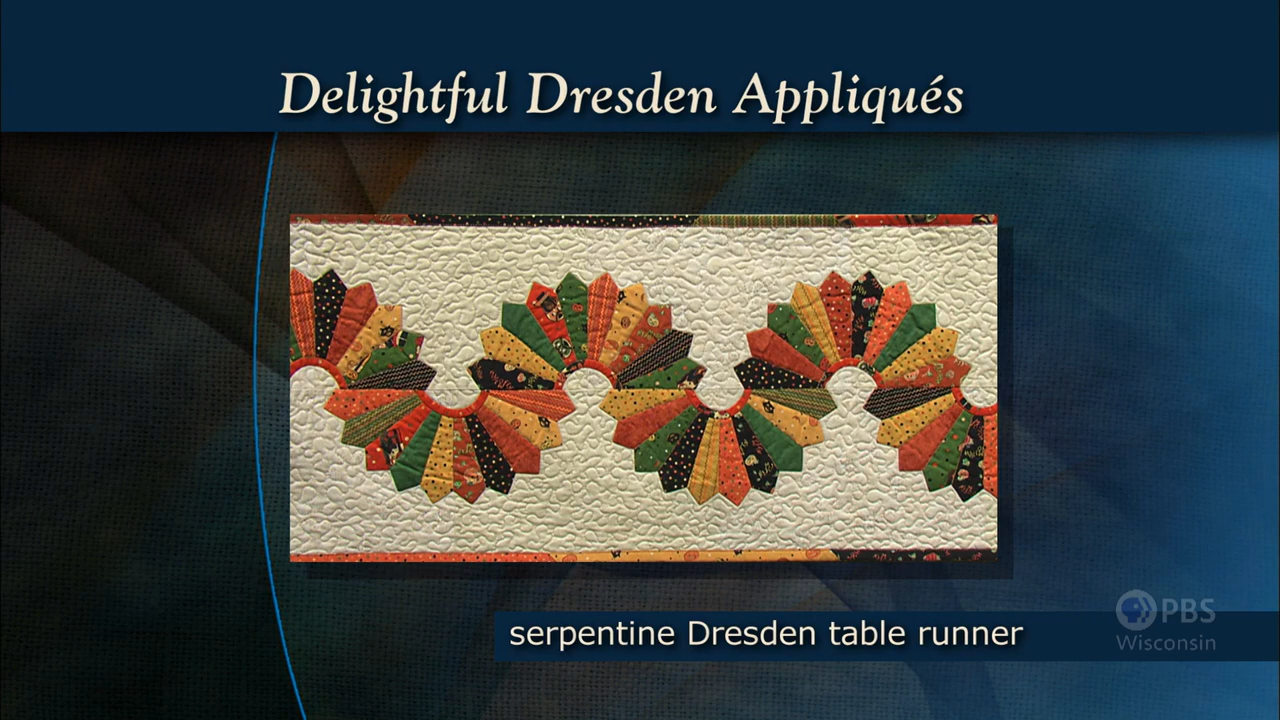 Delightful Dresden Appliqués
serpentine Dresden table runner
PBS
Wisconsin